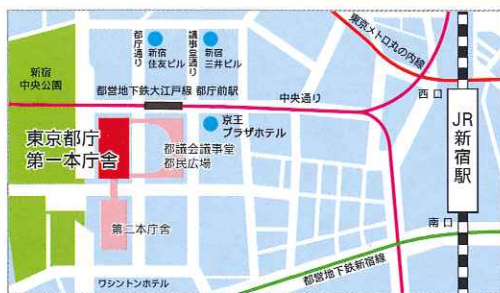 東京メトロ丸の内線
都庁通り
新宿
住友ビル
議事堂通り
新宿
三井ビル
新宿
中央公園
都営地下鉄大江戸線 都庁前駅
中央通り
西口
京王
プラザホテル
JR新宿駅
東京都庁
第一本庁舎
都議会議事堂
都民広場
第二本庁舎
南口
都営地下鉄新宿線
ワシントンホテル